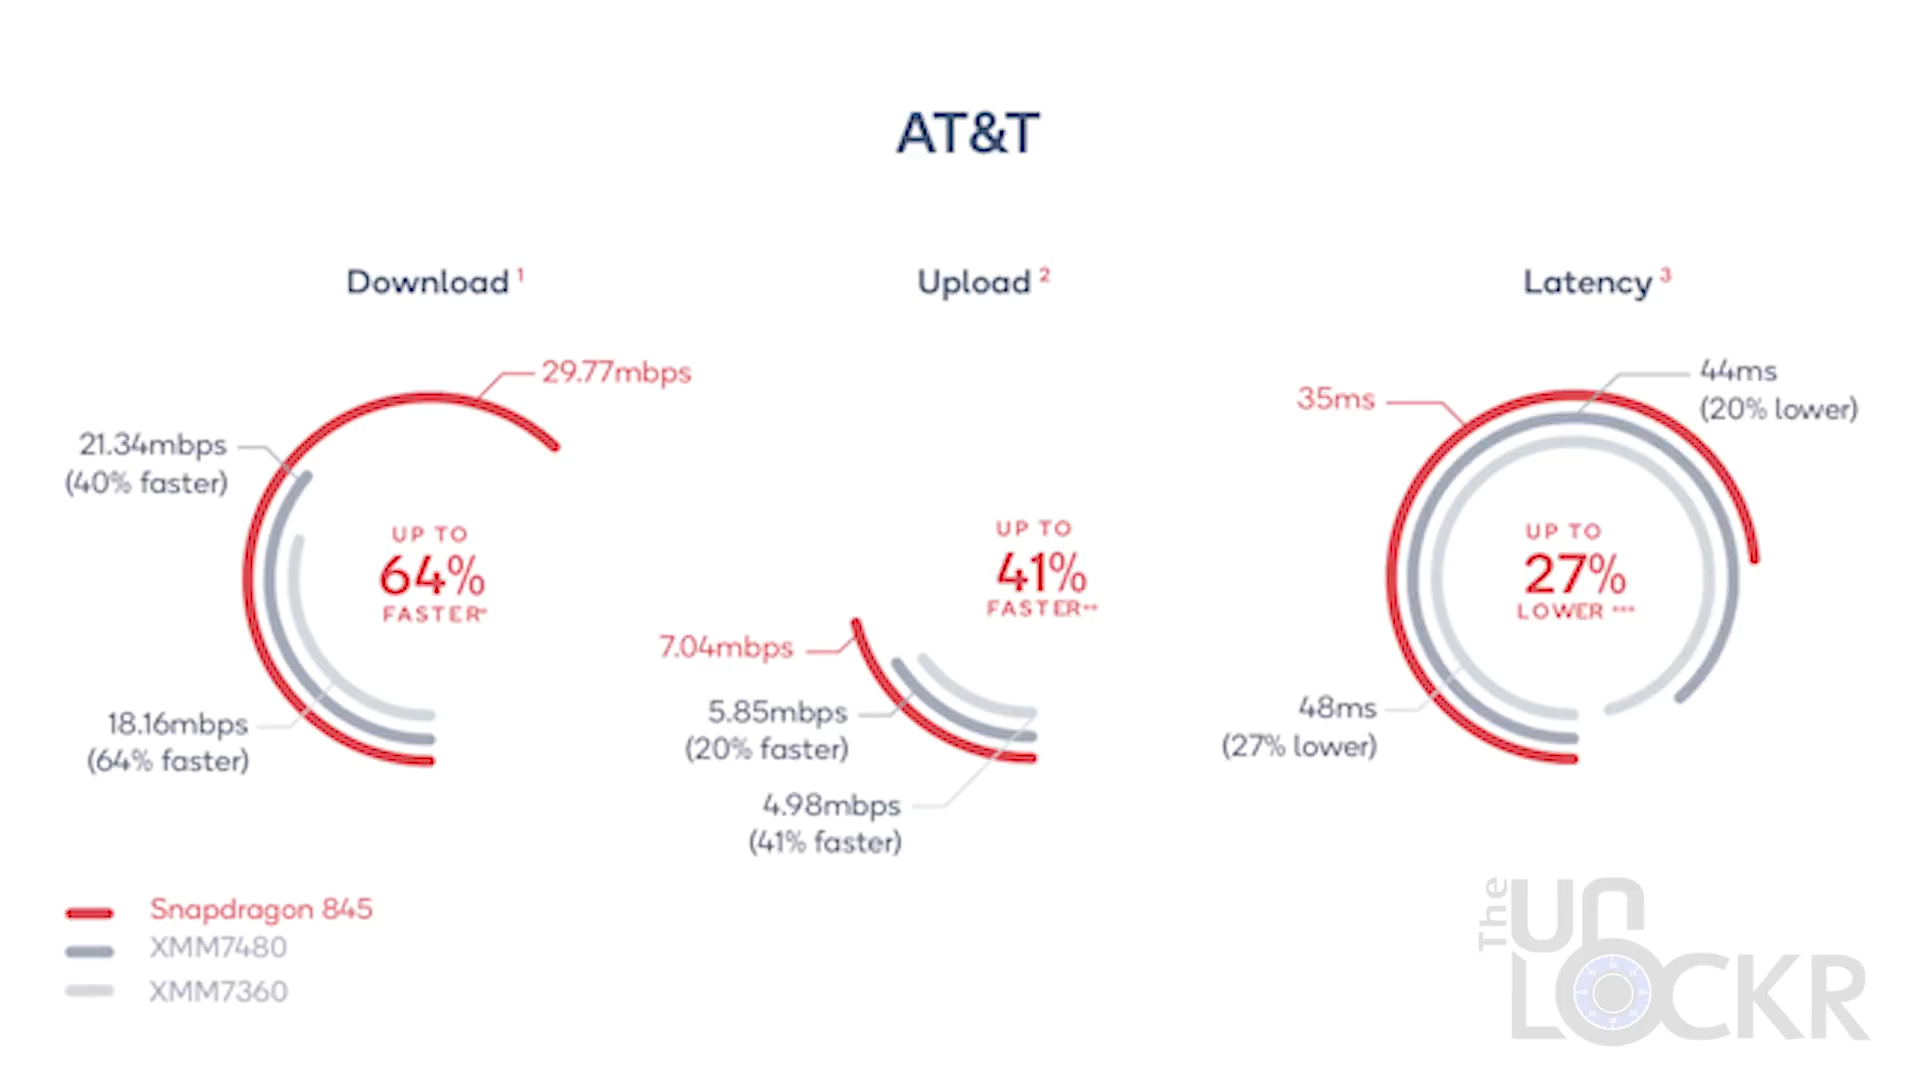 AT&T
Download 1
Upload 2
Latency 3
29.77mbps
21.34mbps
(40% faster)
UP TO
64%
FASTER*
18.16mbps
(64% faster)
UP TO
41%
FASTER**
7.04mbps
5.85mbps
(20% faster)
4.98mbps
(41% faster)
35ms
44ms
(20% lower)
UP TO
27%
LOWER ***
48ms
(27% lower)
Snapdragon 845
XMM7480
XMM7360
The
Un
LOCKR